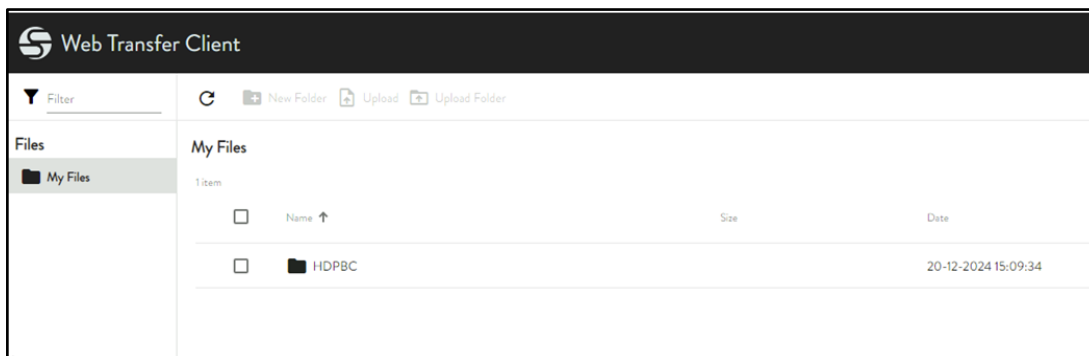 Web Transfer Client
Filter
New Folder Upload Upload Folder
Files
My Files
My Files
1 item
Name Size Date
HDPBC 20-12-2024 15:09:34